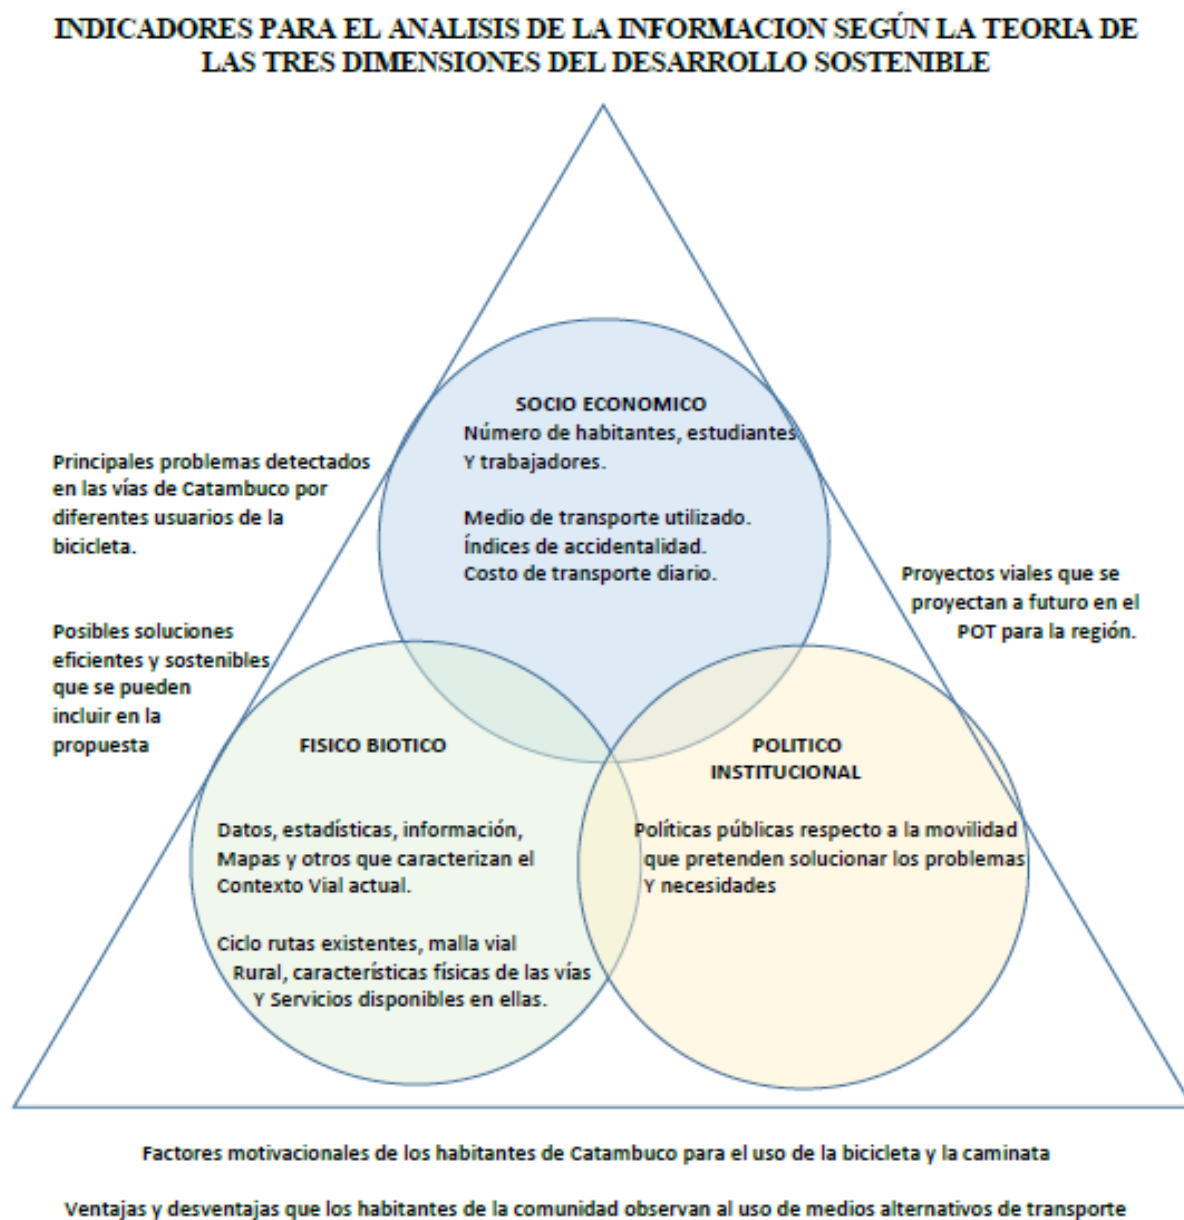 INDICADORES PARA EL ANALISIS DE LA INFORMACION SEGÚN LA TEORIA DE
LAS TRES DIMENSIONES DEL DESARROLLO SOSTENIBLE
SOCIO ECONOMICO
Número de habitantes, estudiantes
Y trabajadores.
Medio de transporte utilizado.
Índices de accidentalidad.
Costo de transporte diario.
Principales problemas detectados
en las vías de Catambuco por
diferentes usuarios de la
bicicleta.
Posibles soluciones
eficientes y sostenibles
que se pueden
incluir en la
propuesta
Proyectos viales que se
proyectan a futuro en el
POT para la región.
FISICO BIOTICO
Datos, estadísticas, información,
Mapas y otros que caracterizan el
Contexto Vial actual.
Ciclo rutas existentes, malla vial
Rural, características físicas de las vías
Y Servicios disponibles en ellas.
POLITICO
INSTITUCIONAL
Políticas públicas respecto a la movilidad
que pretenden solucionar los problemas
Y necesidades
Factores motivacionales de los habitantes de Catambuco para el uso de la bicicleta y la caminata
Ventajas y desventajas que los habitantes de la comunidad observan al uso de medios alternativos de transporte